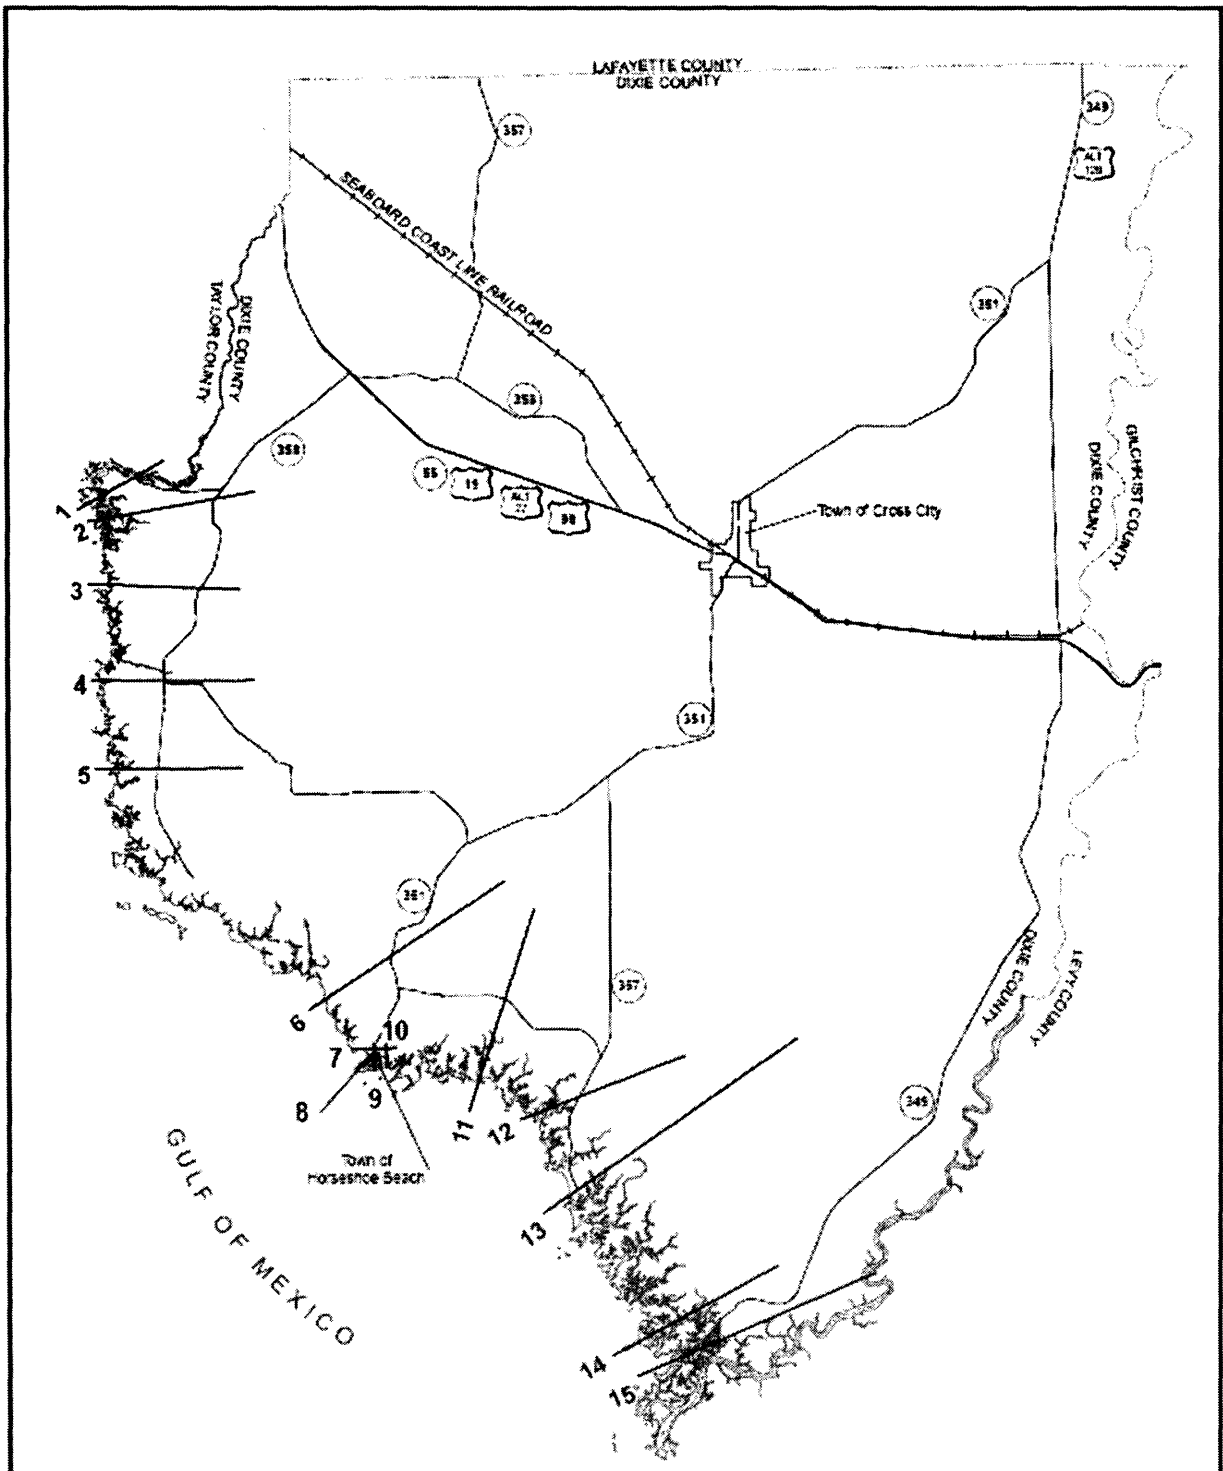 LAFAYETTE COUNTY
DIXIE COUNTY
357
349
ALT
SEABOARD COAST LINE RAILROAD
351
DIXIE COUNTY
TAYLOR COUNTY
358
GILCHRIST COUNTY
DIXIE COUNTY
55
19
ALT
27
98
Town of Cross City
1
2
3
4
5
351
351
357
DIXIE COUNTY
LEVY COUNTY
6
7
10
8
9
11
12
349
Town of
Horseshoe Beach
13
GULF OF MEXICO
14
15